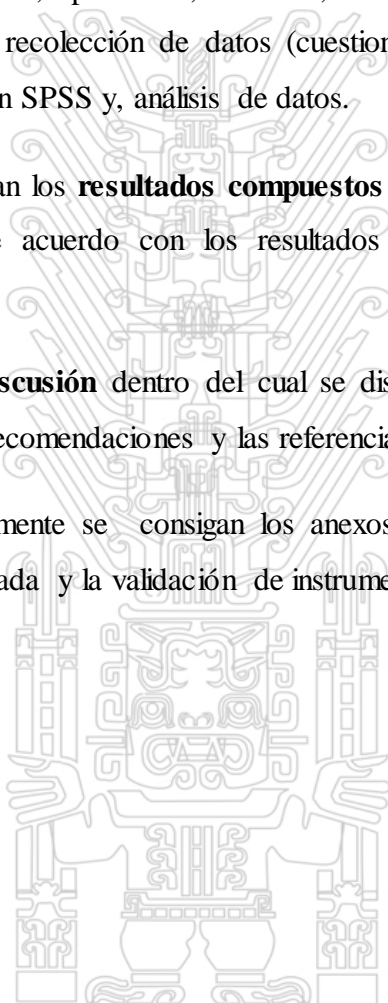 recolección de datos (cuestion
n SPSS y, análisis de datos.
an los resultados compuestos
acuerdo con los resultados
scusión dentro del cual se dis
ecomendaciones y las referencia
mente se consigan los anexos
ada y la validación de instrume